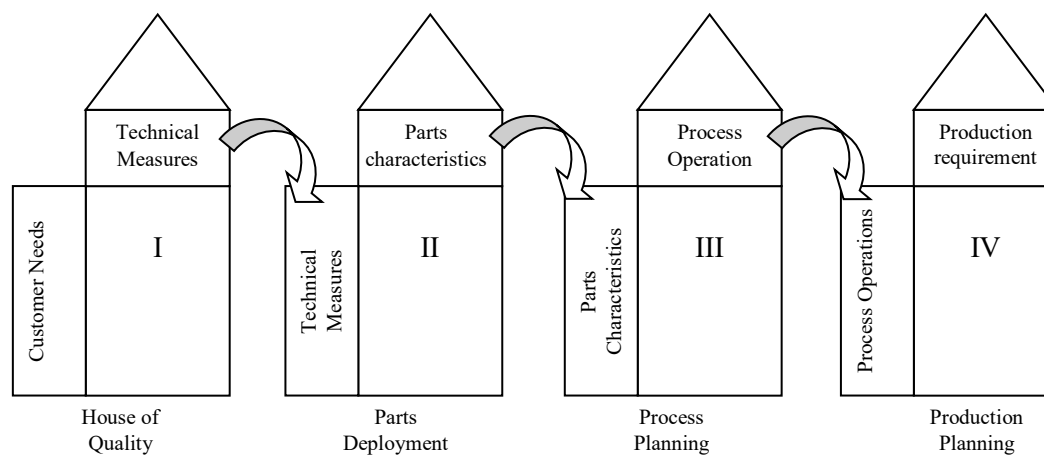 Technical
Measures
Customer Needs
I
House of
Quality
Parts
characteristics
Technical
Measures
II
Parts
Deployment
Process
Operation
Parts
Characteristics
III
Process
Planning
Production
requirement
Process Operations
IV
Production
Planning